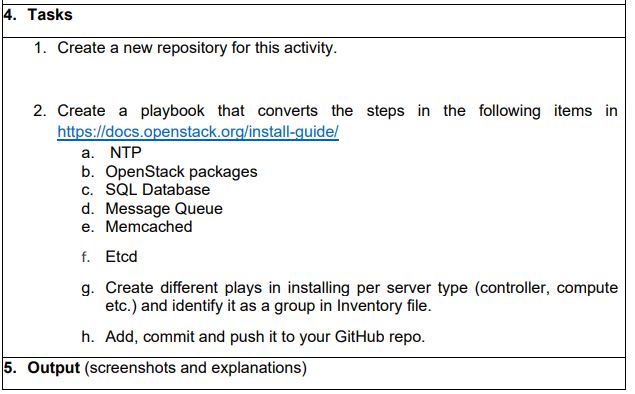 4. Tasks
1. Create a new repository for this activity.
2. Create a playbook that converts the steps in the following items in
https://docs.openstack.org/install-guide/
a. NTP
b. OpenStack packages
c. SQL Database
d. Message Queue
e. Memcached
f. Etcd
g. Create different plays in installing per server type (controller, compute
etc.) and identify it as a group in Inventory file.
h. Add, commit and push it to your GitHub repo.
5. Output (screenshots and explanations)